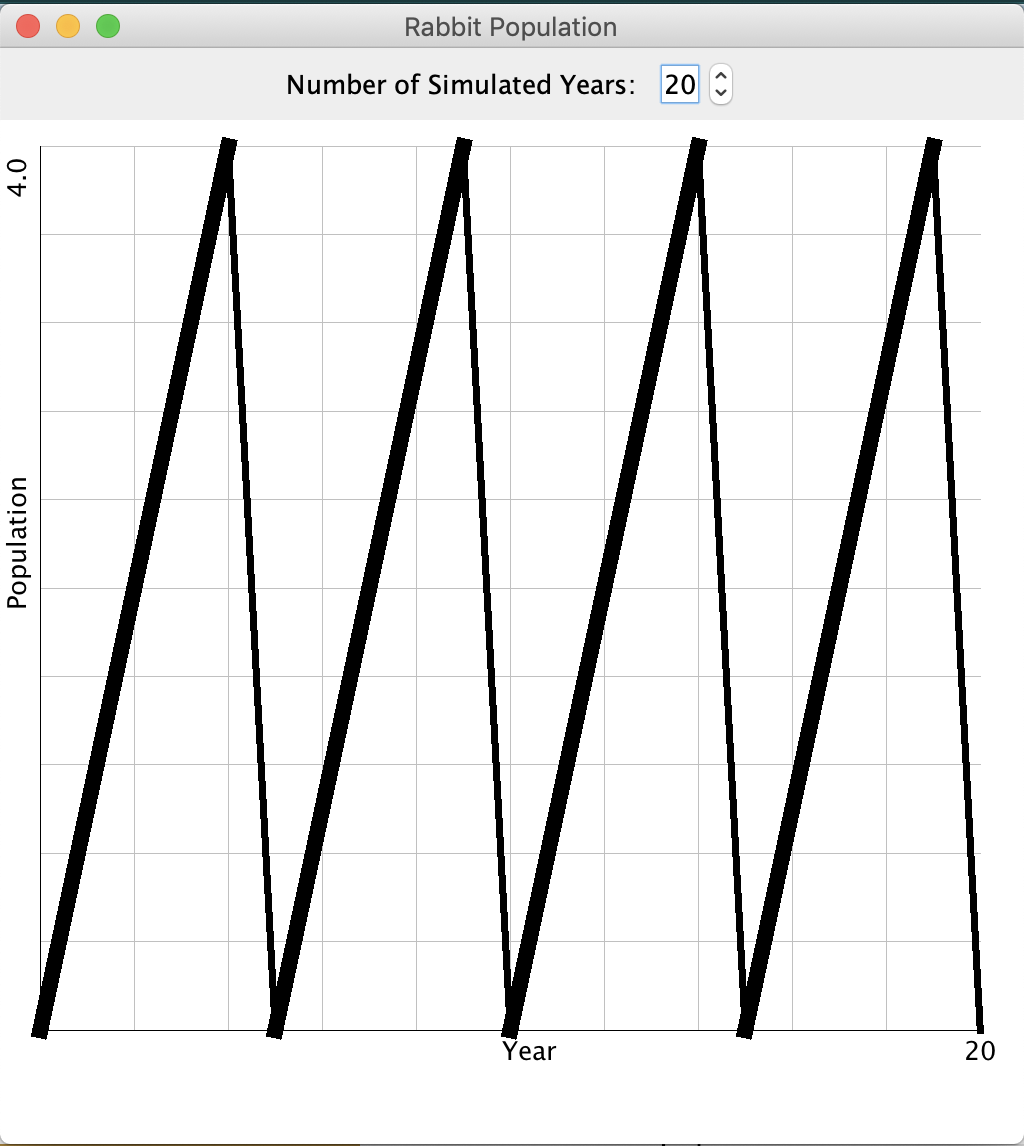 Rabbit Population
Number of Simulated Years: 20
4.0
Population
Year
20